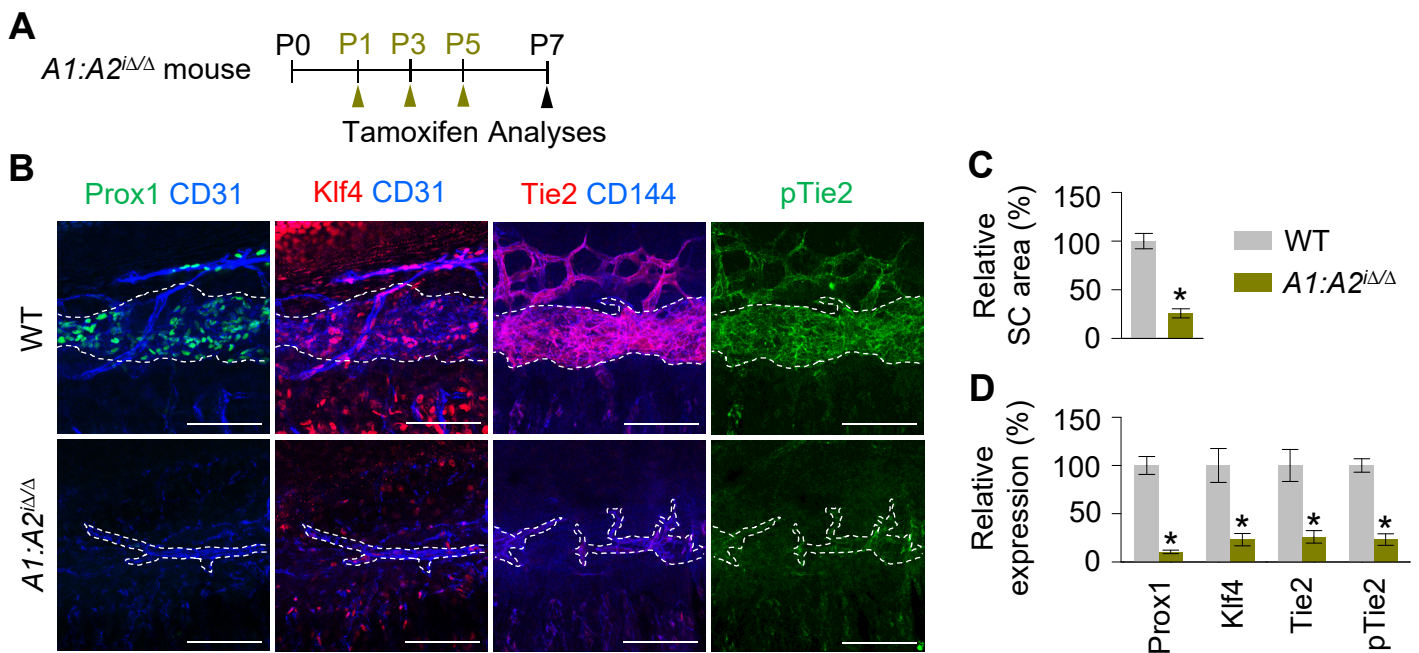 A
P0 P1 P3 P5 P7
A1:A2iΔ/Δ mouse
Tamoxifen Analyses
B
Prox1 CD31 Klf4 CD31 Tie2 CD144 pTie2
WT
A1:A2iΔ/Δ
C
Relative
SC area (%)
150
100
50
0
WT
*
A1:A2iΔ/Δ
D
Relative
expression (%)
150
100
50
0
* * * *
Prox1 Klf4 Tie2 pTie2